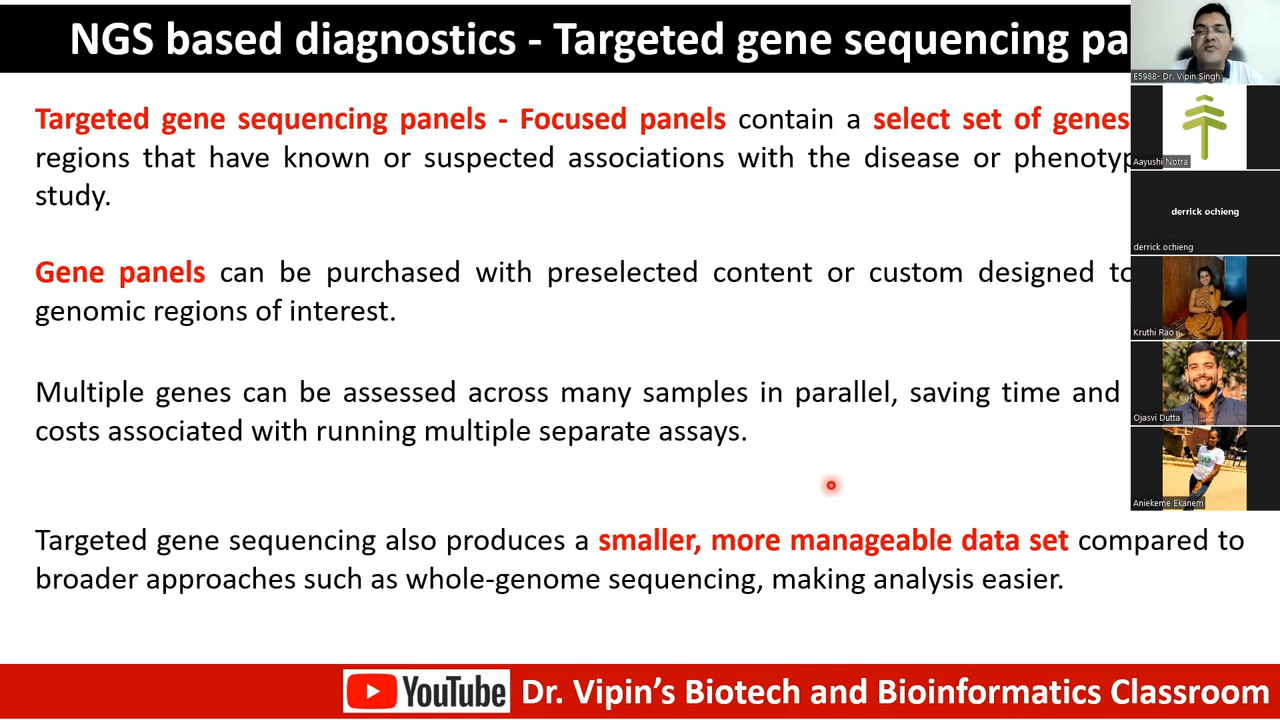 NGS based diagnostics - Targeted gene sequencing pa
Targeted gene sequencing panels - Focused panels contain a select set of genes
regions that have known or suspected associations with the disease or phenotyp
study.
Gene panels can be purchased with preselected content or custom designed to
genomic regions of interest.
Multiple genes can be assessed across many samples in parallel, saving time and
costs associated with running multiple separate assays.
Targeted gene sequencing also produces a smaller, more manageable data set compared to
broader approaches such as whole-genome sequencing, making analysis easier.
YouTube Dr. Vipin's Biotech and Bioinformatics Classroom
E5988- Dr. Vipin Singh
Aayushi Notra
derrick ochieng
derrick ochieng
Kruthi Rao
Ojasvi Dutta
Aniekeme Ekanem